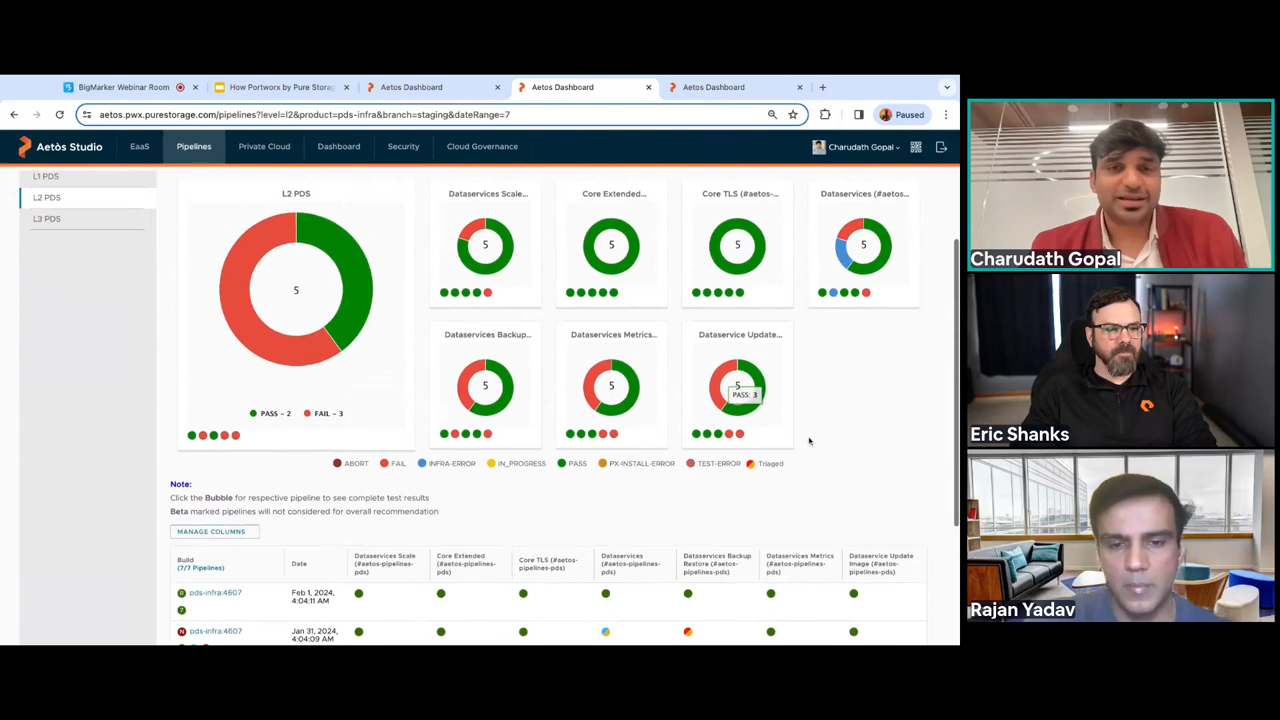 BigMarker Webinar Room
How Portworx by Pure Storag
Aetos Dashboard
Aetos Dashboard
Aetos Dashboard
aetos.pwx.purestorage.com/pipelines?level=l2&product=pds-infra&branch=staging&dateRange=7
Paused
Aetòs Studio
EaaS
Pipelines
Private Cloud
Dashboard
Security
Cloud Governance
Charudath Gopal
L1 PDS
L2 PDS
L3 PDS
L2 PDS
5
PASS – 2
FAIL – 3
Dataservices Scale...
5
Core Extended...
5
Core TLS (#aetos-...
5
Dataservices (#aetos...
5
Dataservices Backup...
5
Dataservices Metrics...
5
Dataservice Update...
5
PASS: 3
ABORT
FAIL
INFRA-ERROR
IN_PROGRESS
PASS
PX-INSTALL-ERROR
TEST-ERROR
Triaged
Note:
Click the Bubble for respective pipeline to see complete test results
Beta marked pipelines will not considered for overall recommendation
MANAGE COLUMNS
Build
(7/7 Pipelines)
Date
Dataservices Scale
(#aetos-pipelines-
pds)
Core Extended
(#aetos-pipelines-
pds)
Core TLS (#aetos-
pipelines-pds)
Dataservices
(#aetos-pipelines-
pds)
Dataservices Backup
Restore (#aetos-
pipelines-pds)
Dataservices Metrics
(#aetos-pipelines-
pds)
Dataservice Update
Image (#aetos-
pipelines-pds)
R pds-infra:4607
7
Feb 1, 2024,
4:04:11 AM
N pds-infra:4607
Jan 31, 2024,
4:04:09 AM
Charudath Gopal
Eric Shanks
Rajan Yadav